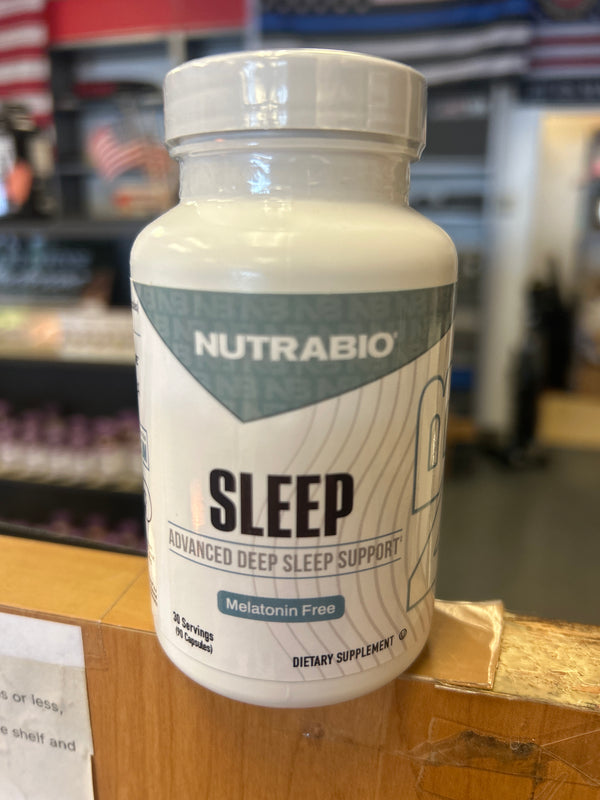 NUTRABIO®
SLEEP
ADVANCED DEEP SLEEP SUPPORT‡
Melatonin Free
30 Servings
(90 Capsules)
DIETARY SUPPLEMENT
s or less,
e shelf and